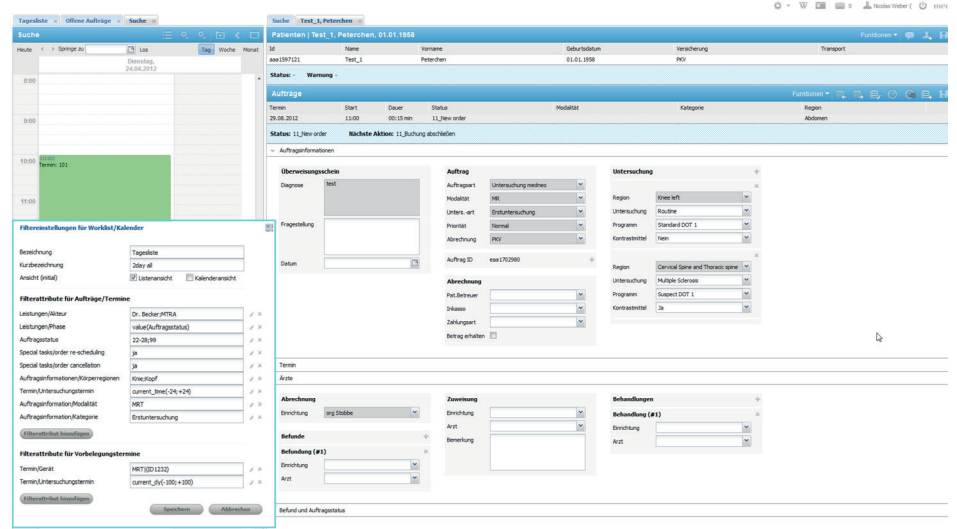 0 Nicolas Weber (
Tagesliste × Offene Aufträge × Suche ×
Suche
Heute < > Springe zu Los Tag Woche Monat
Dienstag,
24.04.2012
8:00
9:00
10:00
10:00
Termin: 101
11:00
Filtereinstellungen für Worklist/Kalender
Bezeichnung Tagesliste
Kurzbezeichnung 2day all
Ansicht (initial) Listenansicht Kalenderansicht
Filterattribute für Aufträge/Termine
Leistungen/Akteur Dr. Becker;MTRA
Leistungen/Phase value(Auftragsstatus)
Auftragsstatus 22-28;99
Special tasks/order re-scheduling ja
Special tasks/order cancellation ja
Auftragsinformationen/Körperregionen Knie;Kopf
Termin/Untersuchungstermin current_time(-24;+24)
Auftragsinformation/Modalität MRT
Auftragsinformation/Kategorie Erstuntersuchung
Filterattribut hinzufügen
Filterattribute für Vorbelegungstermine
Termin/Gerät MRT|(ID1232)
Termin/Untersuchungstermin current_dy(-100;+100)
Filterattribut hinzufügen
Speichern Abbrechen
Suche Test_1, Peterchen ×
Patienten | Test_1, Peterchen, 01.01.1958 Funktionen
Id Name Vorname Geburtsdatum Versicherung Transport
aaa1597121 Test_1 Peterchen 01.01.1958 PKV
Status: - Warnung -
Aufträge Funktionen
Termin Start Dauer Status Modalität Kategorie Region
29.08.2012 11:00 00:15 min 11_New order Abdomen
Status: 11_New order Nächste Aktion: 11_Buchung abschließen
Auftragsinformationen
Überweisungsschein
Diagnose test
Fragestellung
Datum
Auftrag
Auftragsart Untersuchung medneo
Modalität MR
Unters.-art Erstuntersuchung
Priorität Normal
Abrechnung PKV
Auftrag ID eaa1702980
Abrechnung
Pat.Betreuer
Inkasso
Zahlungsart
Betrag erhalten
Untersuchung
Region Knee left
Untersuchung Routine
Programm Standard DOT 1
Kontrastmittel Nein
Region Cervical Spine and Thoracic spine
Untersuchung Multiple Sclerosis
Programm Suspect DOT 1
Kontrastmittel Ja
Termin
Ärzte
Abrechnung
Einrichtung org Stobbe
Befunde
Befundung (#1)
Einrichtung
Arzt
Zuweisung
Einrichtung
Arzt
Bemerkung
Behandlungen
Behandlung (#1)
Einrichtung
Arzt
Befund und Auftragsstatus